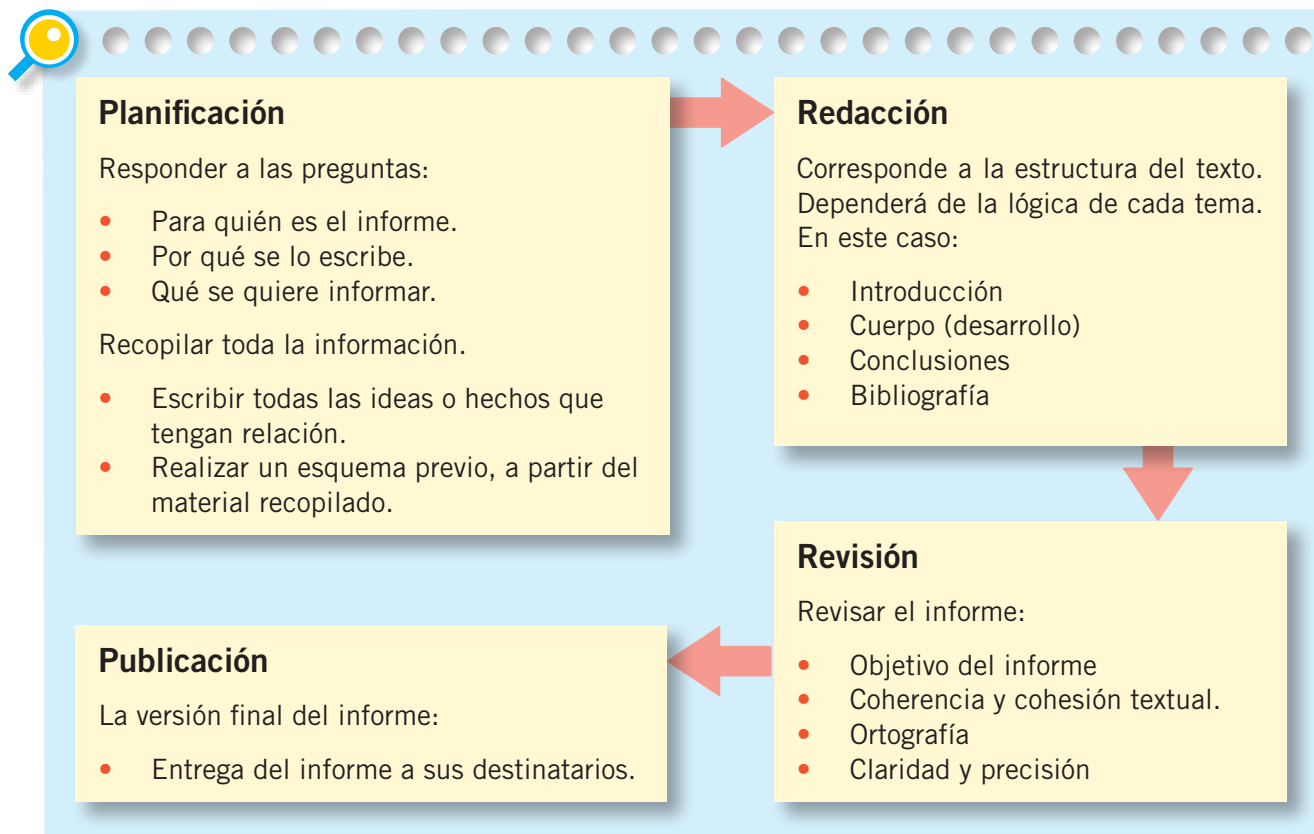 Planificación
Responder a las preguntas:
• Para quién es el informe.
• Por qué se lo escribe.
• Qué se quiere informar.
Recopilar toda la información.
• Escribir todas las ideas o hechos que
tengan relación.
• Realizar un esquema previo, a partir del
material recopilado.
Redacción
Corresponde a la estructura del texto.
Dependerá de la lógica de cada tema.
En este caso:
• Introducción
• Cuerpo (desarrollo)
• Conclusiones
• Bibliografía
Revisión
Revisar el informe:
• Objetivo del informe
• Coherencia y cohesión textual.
• Ortografía
• Claridad y precisión
Publicación
La versión final del informe:
• Entrega del informe a sus destinatarios.